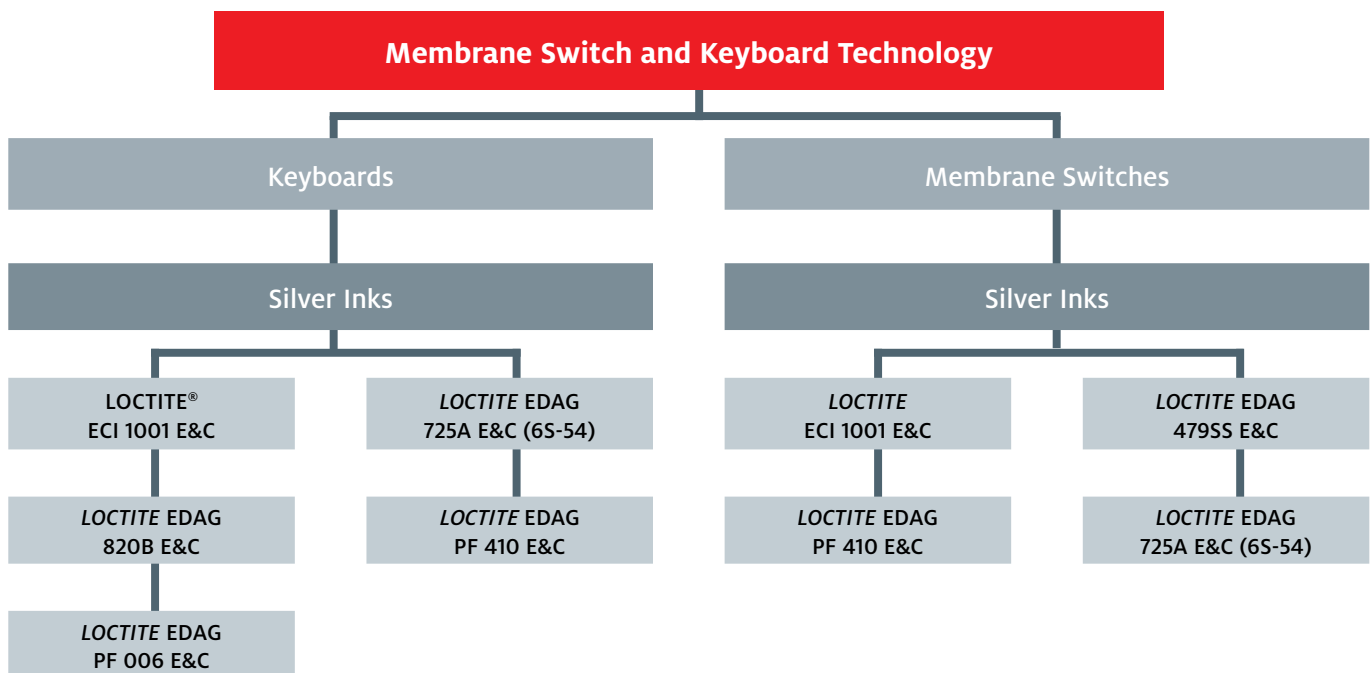 Membrane Switch and Keyboard Technology
Keyboards
Membrane Switches
Silver Inks
Silver Inks
LOCTITE®
ECI 1001 E&C
LOCTITE EDAG
725A E&C (6S-54)
LOCTITE
ECI 1001 E&C
LOCTITE EDAG
479SS E&C
LOCTITE EDAG
820B E&C
LOCTITE EDAG
PF 410 E&C
LOCTITE EDAG
PF 410 E&C
LOCTITE EDAG
725A E&C (6S-54)
LOCTITE EDAG
PF 006 E&C